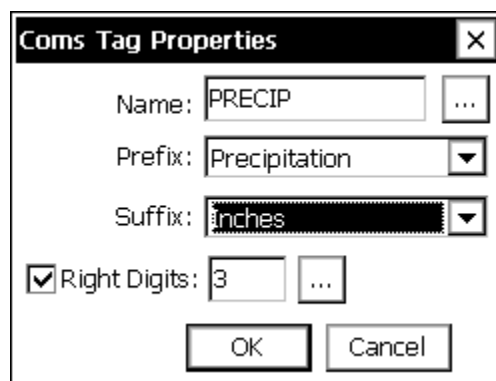 Coms Tag Properties
Name: PRECIP ...
Prefix: Precipitation
Suffix: Inches
Right Digits: 3 ...
OK Cancel